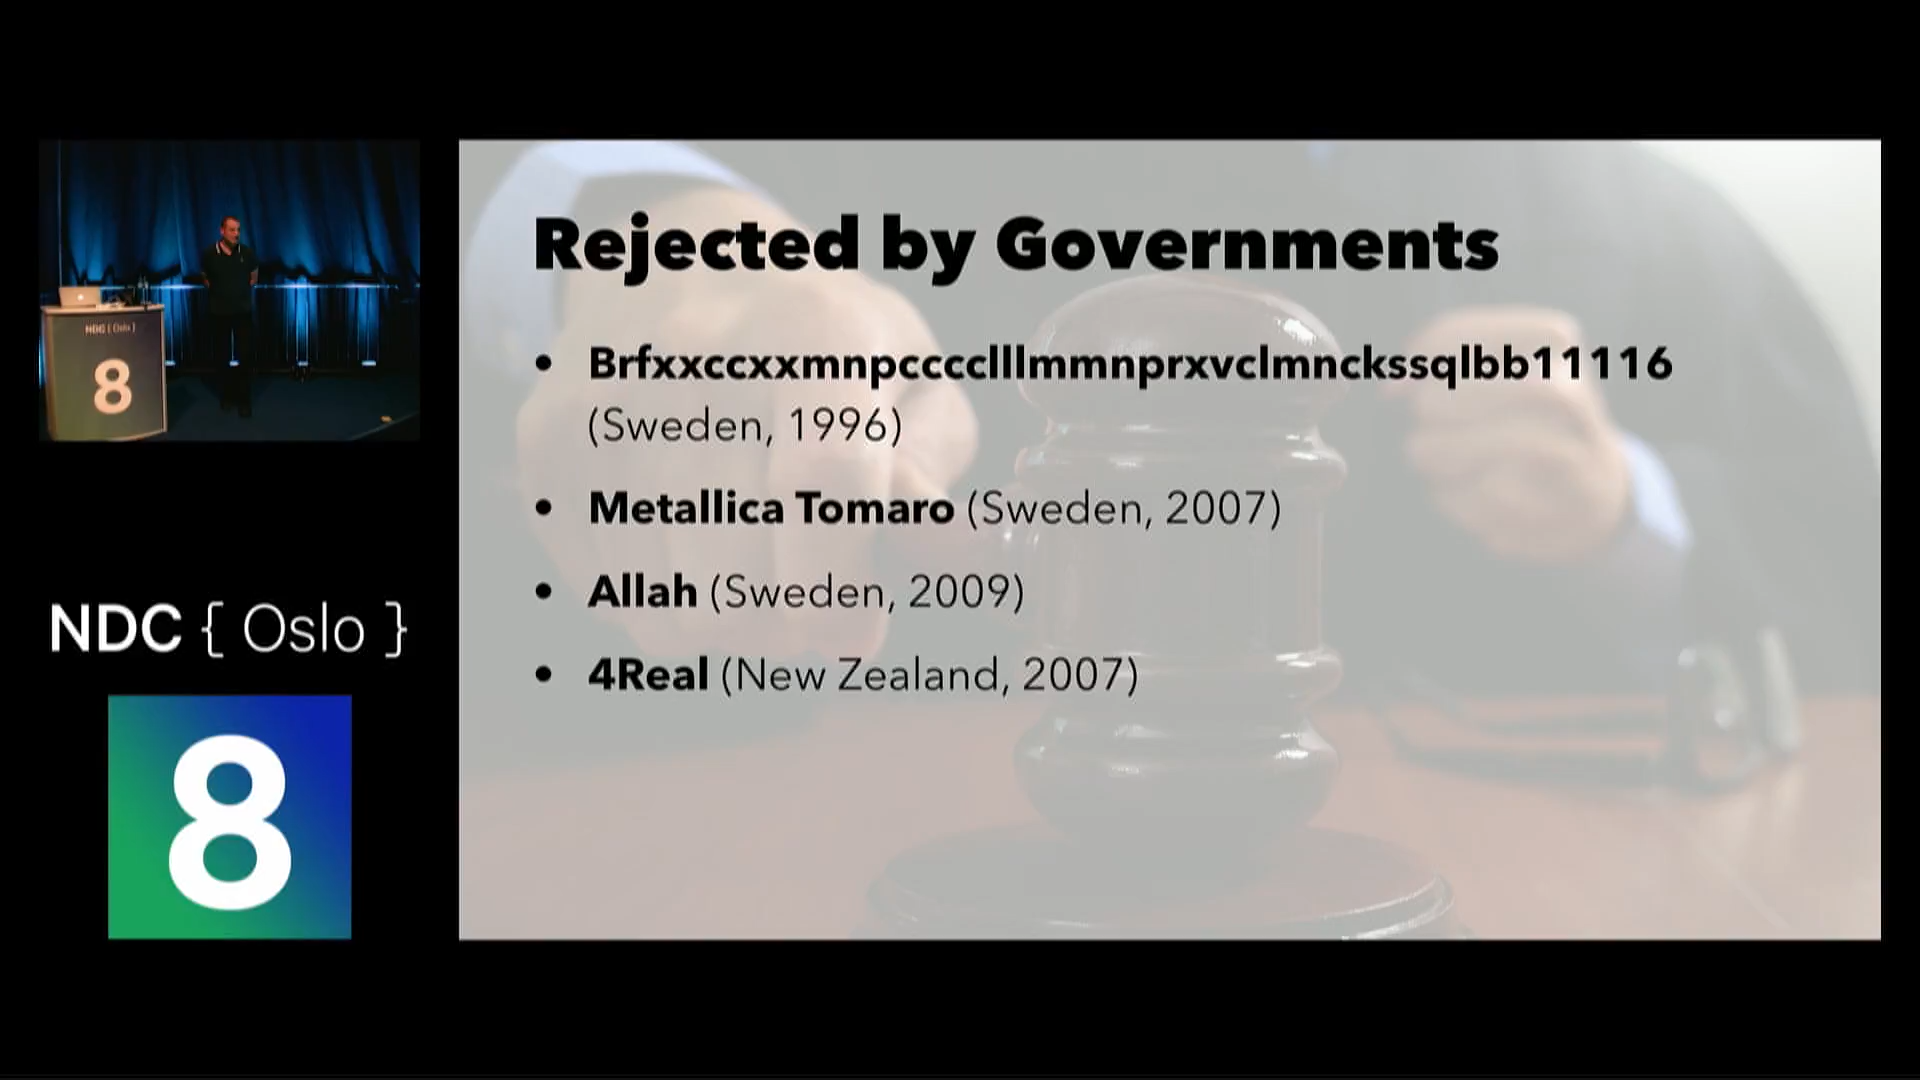 Rejected by Governments
• Brfxxccxxmnpcccclllmmnprxvclmnckssqlbb11116
(Sweden, 1996)
• Metallica Tomaro (Sweden, 2007)
• Allah (Sweden, 2009)
• 4Real (New Zealand, 2007)
NDC { Oslo }
8
NDC { Oslo }
8